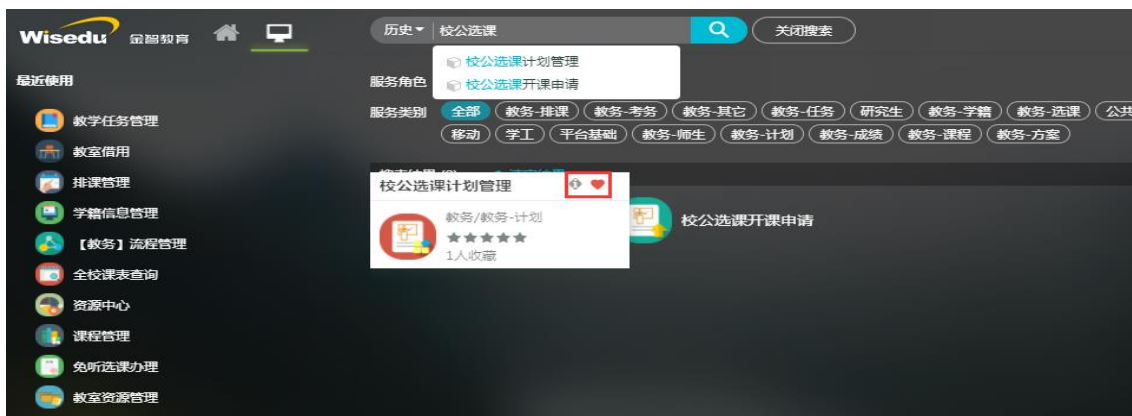 Wisedu 金智教育
历史 校公选课 关闭搜索
校公选课计划管理
校公选课开课申请
最近使用
教学任务管理
教室借用
排课管理
学籍信息管理
【教务】流程管理
全校课表查询
资源中心
课程管理
免听选课办理
教室资源管理
服务角色
服务类别 全部 教务-排课 教务-考务 教务-其它 教务-任务 研究生 教务-学籍 教务-选课 公共
移动 学工 平台基础 教务-师生 教务-计划 教务-成绩 教务-课程 教务-方案
校公选课计划管理
教务/教务-计划
1人收藏
校公选课开课申请